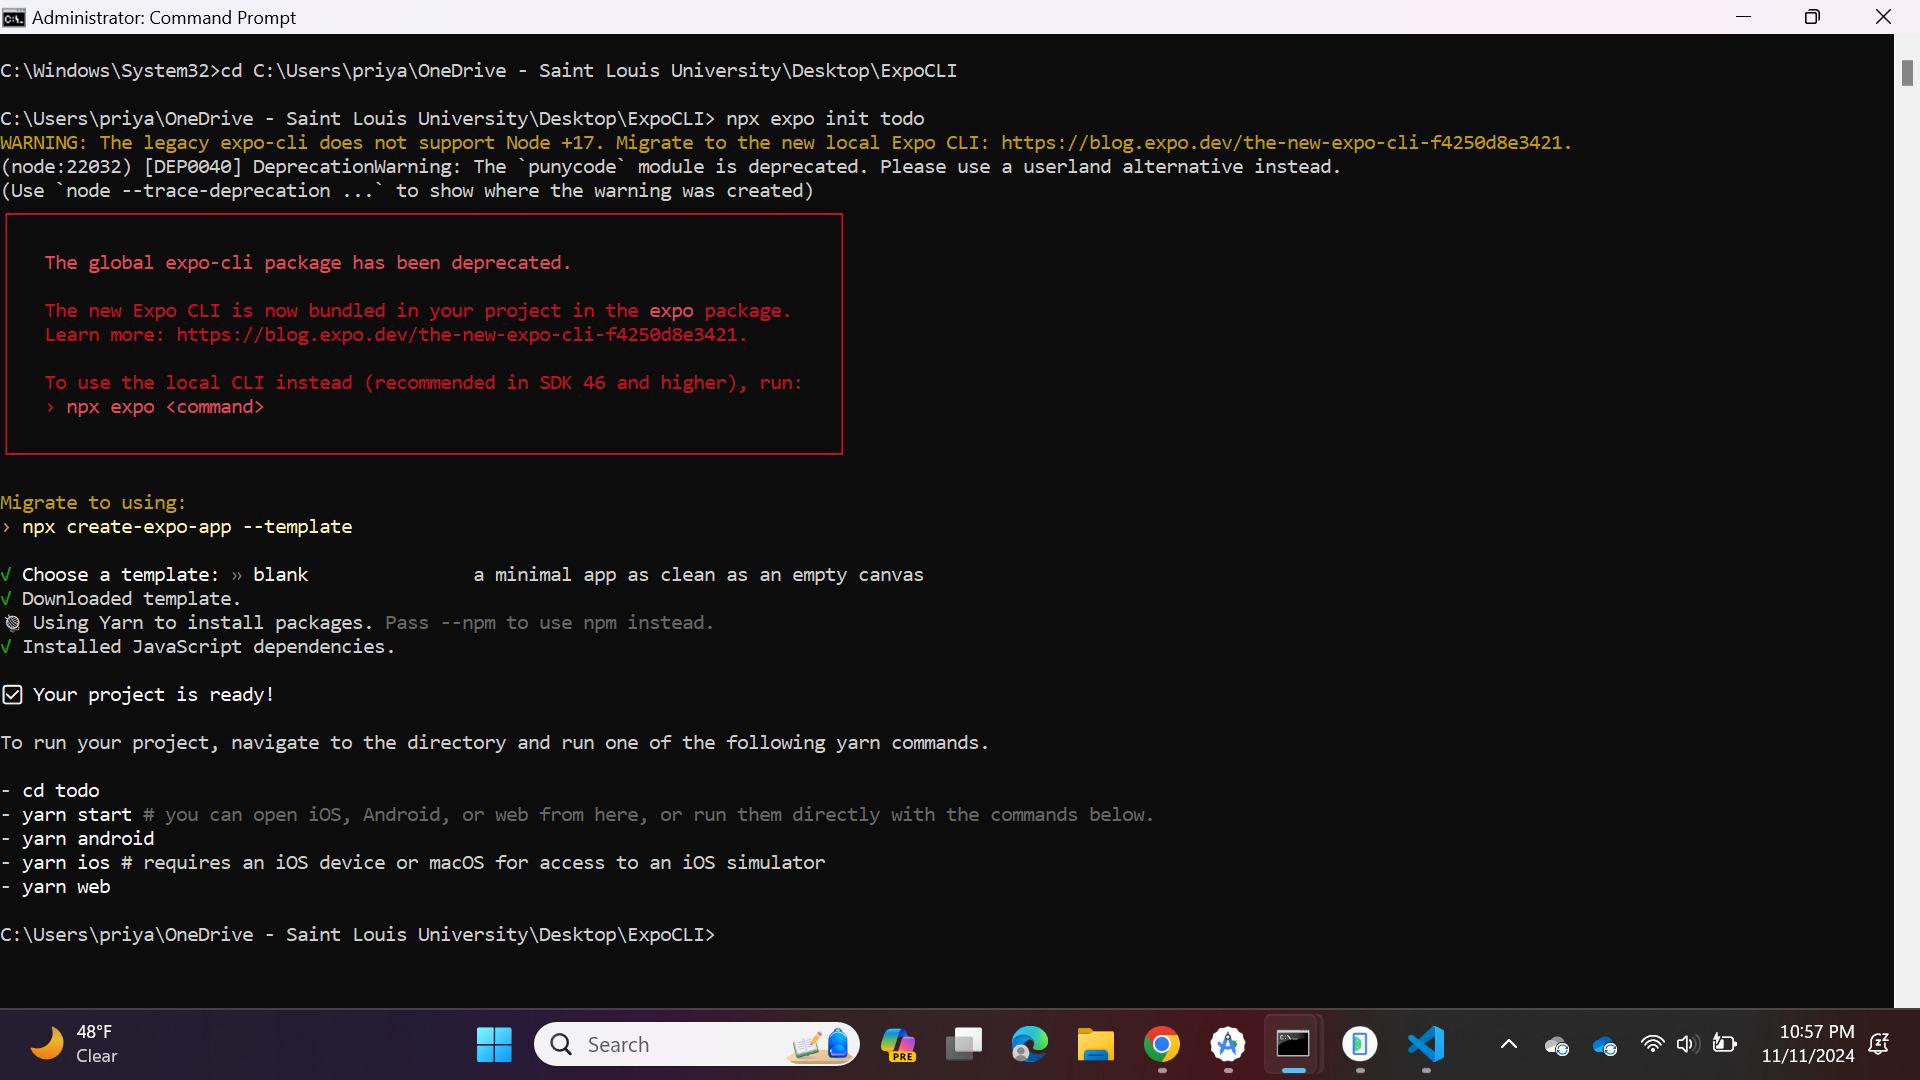 Administrator: Command Prompt
C:\Windows\System32>cd C:\Users\priya\OneDrive - Saint Louis University\Desktop\ExpoCLI
C:\Users\priya\OneDrive - Saint Louis University\Desktop\ExpoCLI> npx expo init todo
WARNING: The legacy expo-cli does not support Node +17. Migrate to the new local Expo CLI: https://blog.expo.dev/the-new-expo-cli-f4250d8e3421.
(node:22032) [DEP0040] DeprecationWarning: The `punycode` module is deprecated. Please use a userland alternative instead.
(Use `node --trace-deprecation ...` to show where the warning was created)
The global expo-cli package has been deprecated.
The new Expo CLI is now bundled in your project in the expo package.
Learn more: https://blog.expo.dev/the-new-expo-cli-f4250d8e3421.
To use the local CLI instead (recommended in SDK 46 and higher), run:
› npx expo <command>
Migrate to using:
› npx create-expo-app --template
√ Choose a template: » blank a minimal app as clean as an empty canvas
√ Downloaded template.
🧶 Using Yarn to install packages. Pass --npm to use npm instead.
√ Installed JavaScript dependencies.
☑ Your project is ready!
To run your project, navigate to the directory and run one of the following yarn commands.
- cd todo
- yarn start # you can open iOS, Android, or web from here, or run them directly with the commands below.
- yarn android
- yarn ios # requires an iOS device or macOS for access to an iOS simulator
- yarn web
C:\Users\priya\OneDrive - Saint Louis University\Desktop\ExpoCLI>
48°F
Clear
Search
PRE
10:57 PM
11/11/2024